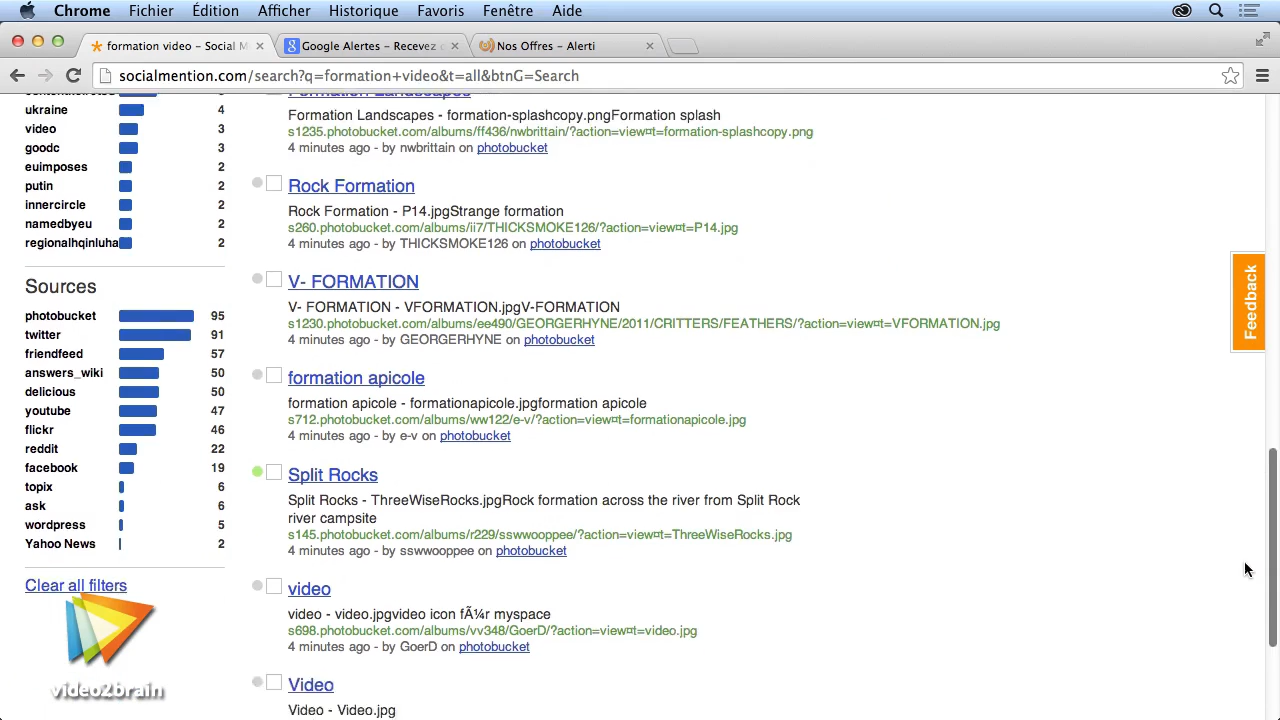 Chrome Fichier Édition Afficher Historique Favoris Fenêtre Aide
formation video - Social M
Google Alertes - Recevez
Nos Offres - Alerti
socialmention.com/search?q=formation+video&t=all&btnG=Search
ukraine 4
video 3
goodc 3
euimposes 2
putin 2
innercircle 2
namedbyeu 2
regionalhqinluha 2
Sources
photobucket 95
twitter 91
friendfeed 57
answers_wiki 50
delicious 50
youtube 47
flickr 46
reddit 22
facebook 19
topix 6
ask 6
wordpress 5
Yahoo News 2
Clear all filters
video2brain
Formation Landscapes
Formation Landscapes - formation-splashcopy.pngFormation splash
s1235.photobucket.com/albums/ff436/nwbrittain/?action=view¤t=formation-splashcopy.png
4 minutes ago - by nwbrittain on photobucket
Rock Formation
Rock Formation - P14.jpgStrange formation
s260.photobucket.com/albums/ii7/THICKSMOKE126/?action=view¤t=P14.jpg
4 minutes ago - by THICKSMOKE126 on photobucket
V- FORMATION
V- FORMATION - VFORMATION.jpgV-FORMATION
s1230.photobucket.com/albums/ee490/GEORGERHYNE/2011/CRITTERS/FEATHERS/?action=view¤t=VFORMATION.jpg
4 minutes ago - by GEORGERHYNE on photobucket
formation apicole
formation apicole - formationapicole.jpgformation apicole
s712.photobucket.com/albums/ww122/e-v/?action=view¤t=formationapicole.jpg
4 minutes ago - by e-v on photobucket
Split Rocks
Split Rocks - ThreeWiseRocks.jpgRock formation across the river from Split Rock
river campsite
s145.photobucket.com/albums/r229/sswwooppee/?action=view¤t=ThreeWiseRocks.jpg
4 minutes ago - by sswwooppee on photobucket
video
video - video.jpgvideo icon fÃ¼r myspace
s698.photobucket.com/albums/vv348/GoerD/?action=view¤t=video.jpg
4 minutes ago - by GoerD on photobucket
Video
Video - Video.jpg
Feedback